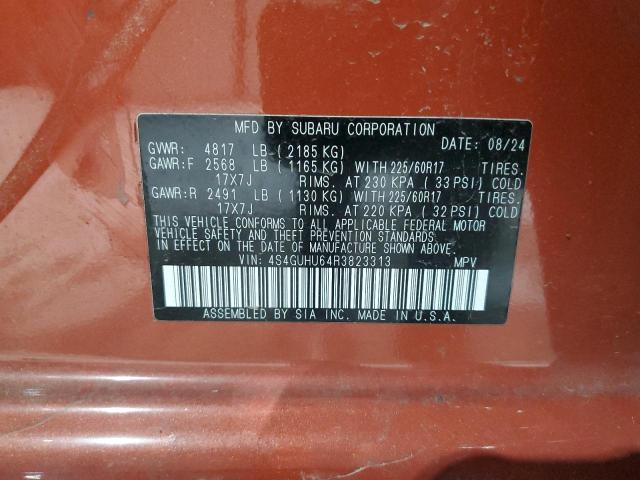 MFD BY SUBARU CORPORATION
GVWR: 4817 LB ( 2185 KG) DATE: 08/24
GAWR:F 2568 LB ( 1165 KG) WITH 225/60R17 TIRES.
17X7J RIMS. AT 230 KPA ( 33 PSI) COLD
GAWR:R 2491 LB ( 1130 KG) WITH 225/60R17 TIRES.
17X7J RIMS. AT 220 KPA ( 32 PSI) COLD
THIS VEHICLE CONFORMS TO ALL APPLICABLE FEDERAL MOTOR
VEHICLE SAFETY AND THEFT PREVENTION STANDARDS
IN EFFECT ON THE DATE OF MANUFACTURE SHOWN ABOVE.
VIN: 4S4GUHU64R3823313 MPV
ASSEMBLED BY SIA INC. MADE IN U.S.A.